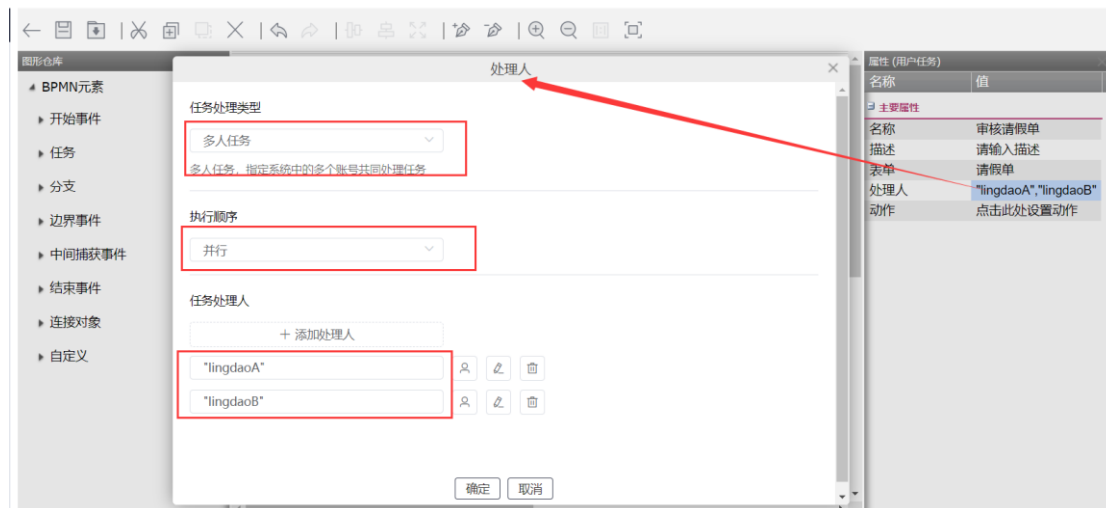 图形仓库
BPMN元素
开始事件
任务
分支
边界事件
中间捕获事件
结束事件
连接对象
自定义
处理人
任务处理类型
多人任务
多人任务，指定系统中的多个账号共同处理任务
执行顺序
并行
任务处理人
+ 添加处理人
"lingdaoA"
"lingdaoB"
确定 取消
属性 (用户任务)
名称 值
主要属性
名称 审核请假单
描述 请输入描述
表单 请假单
处理人 "lingdaoA","lingdaoB"
动作 点击此处设置动作